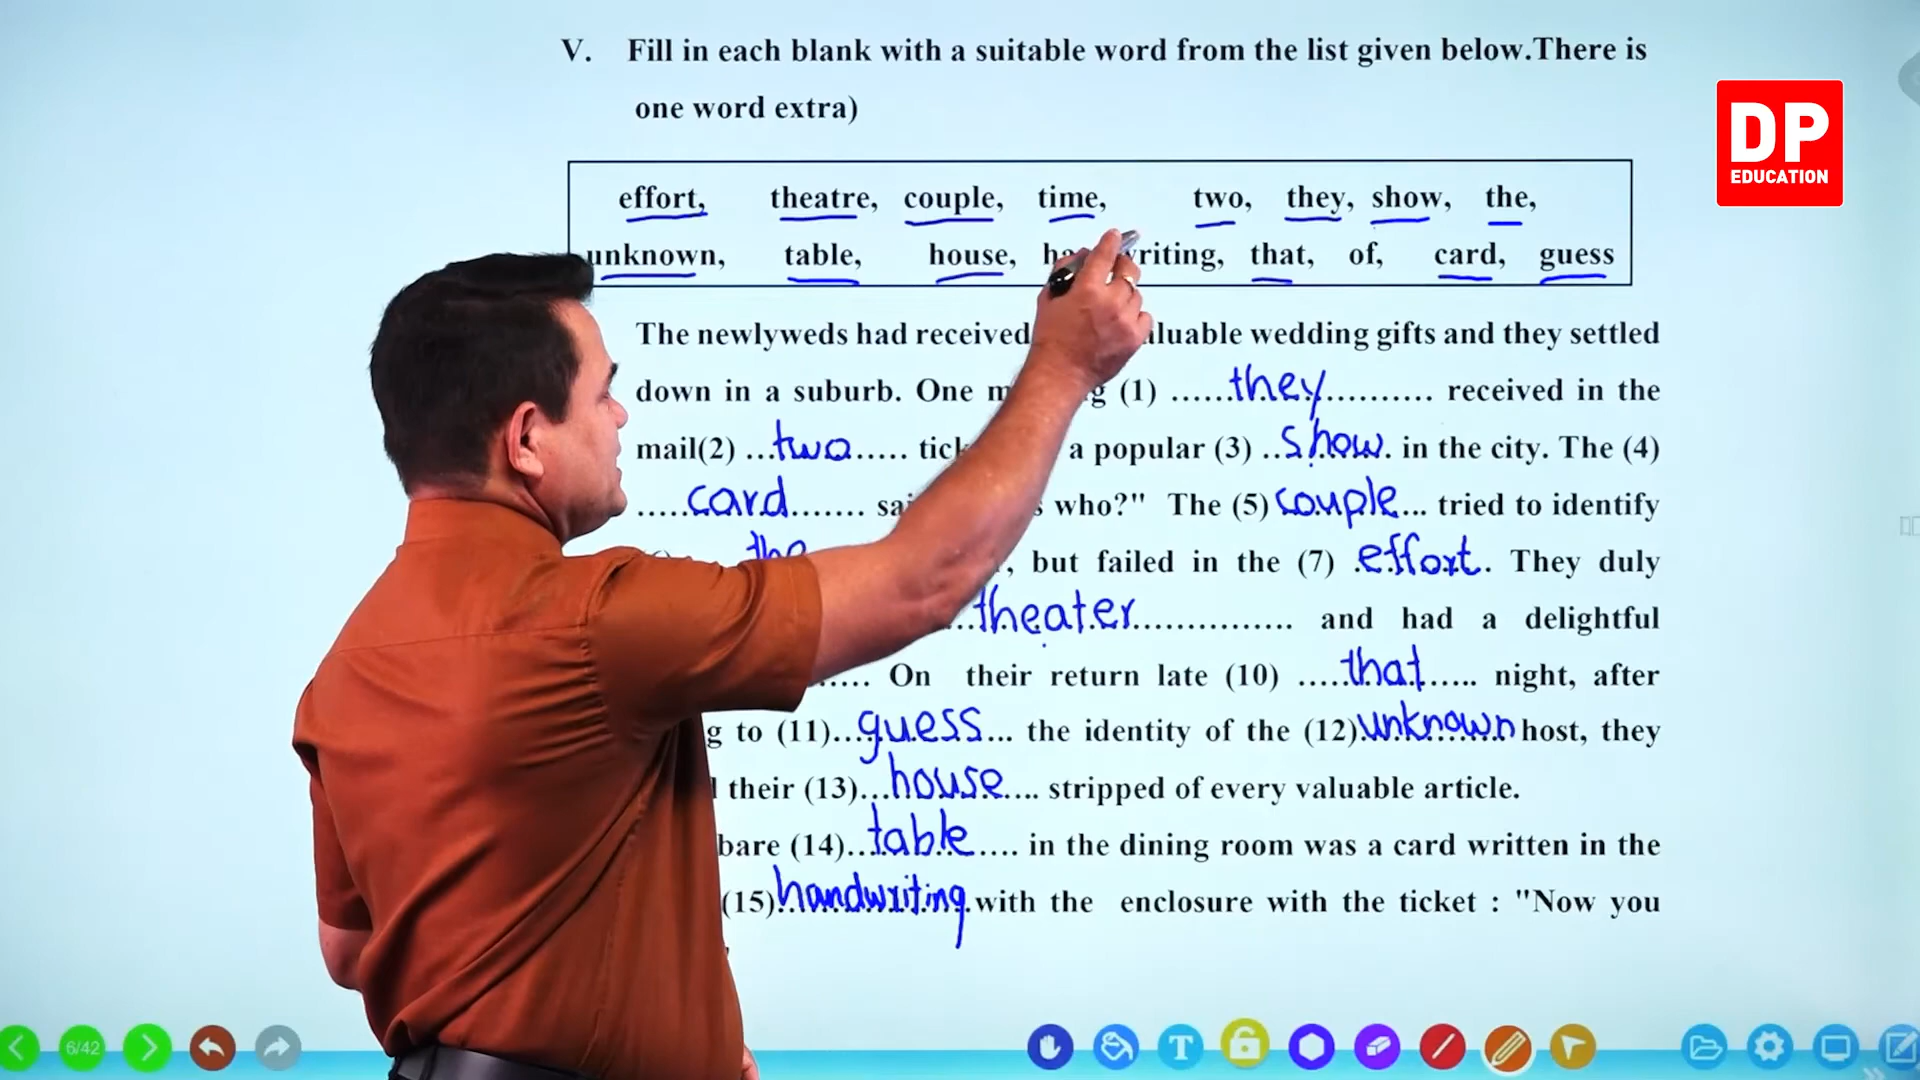 V. Fill in each blank with a suitable word from the list given below.There is
one word extra)
DP
EDUCATION
effort, theatre, couple, time, two, they, show, the,
unknown, table, house, that, of, card, guess
The newlyweds had received wedding gifts and they settled
down in a suburb. One (1) ......they.......... received in the
mail(2) ...two..... a popular (3) ..show. in the city. The (4)
.....card....... who?" The (5) couple... tried to identify
the , but failed in the (7) .effort. They duly
..theater.............. and had a delightful
..... On their return late (10) .....that..... night, after
to (11)...guess... the identity of the (12).unknown host, they
their (13)...house.... stripped of every valuable article.
bare (14)...table.... in the dining room was a card written in the
(15)handwriting.with the enclosure with the ticket : "Now you
6/42